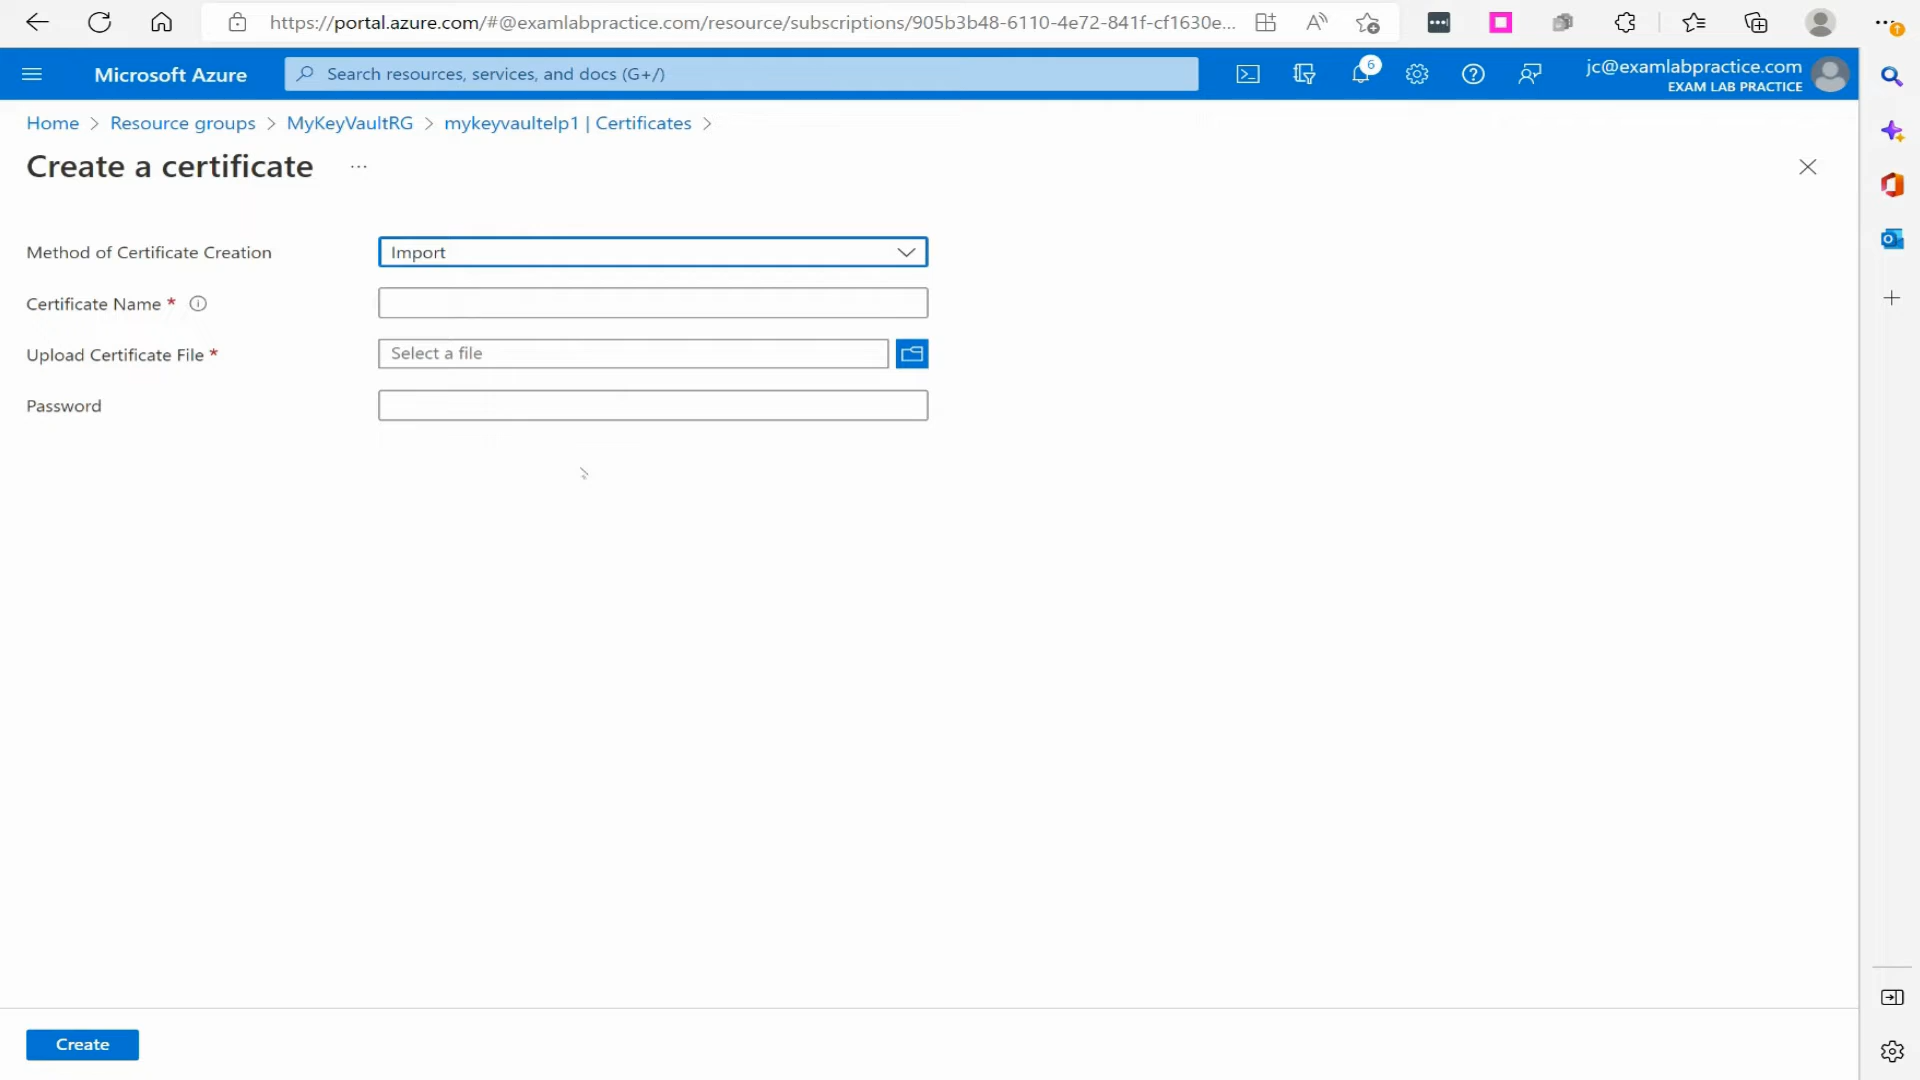 https://portal.azure.com/#@examlabpractice.com/resource/subscriptions/905b3b48-6110-4e72-841f-cf1630e...
Microsoft Azure
Search resources, services, and docs (G+/)
6
jc@examlabpractice.com
EXAM LAB PRACTICE
Home > Resource groups > MyKeyVaultRG > mykeyvaultelp1 | Certificates >
Create a certificate ...
Method of Certificate Creation
Import
Certificate Name *
Upload Certificate File *
Select a file
Password
Create